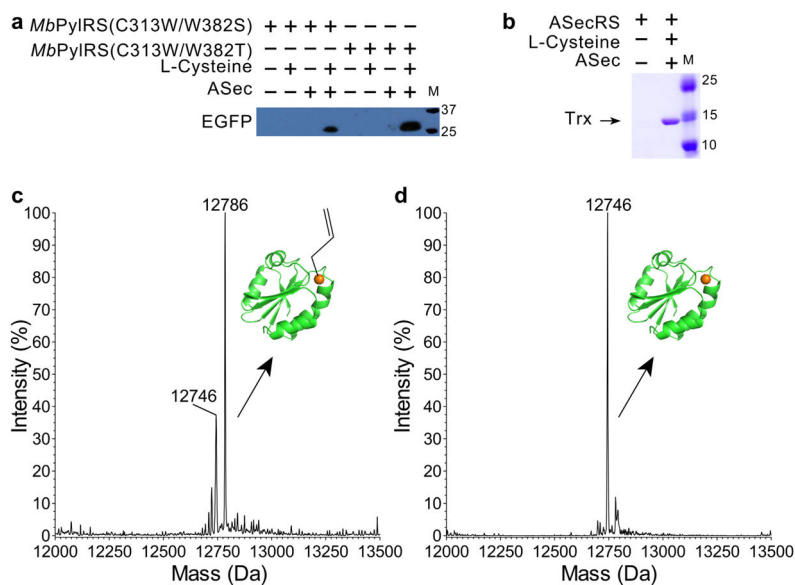 a
MbPylRS(C313W/W382S) + + + + − − − −
MbPylRS(C313W/W382T) − − − − + + + +
L-Cysteine − + − + − + − +
ASec − − + + − − + + M
EGFP
37
25
b
ASecRS + +
L-Cysteine − +
ASec − + M
Trx
25
15
10
c
12786
12746
Intensity (%)
100
90
80
70
60
50
40
30
20
10
0
12000 12250 12500 12750 13000 13250 13500
Mass (Da)
d
12746
Intensity (%)
100
90
80
70
60
50
40
30
20
10
0
12000 12250 12500 12750 13000 13250 13500
Mass (Da)